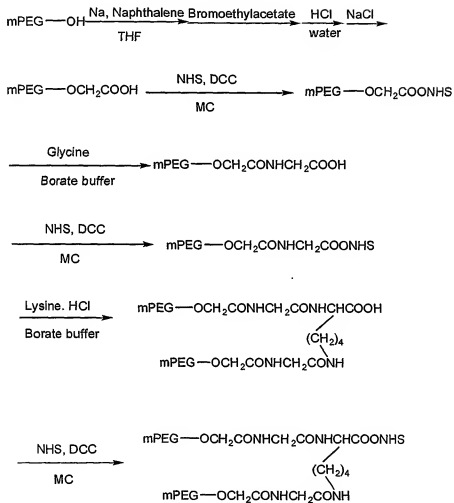 mPEG—OH Na, Naphthalene Bromoethylacetate HCl NaCl
THF water
mPEG—OCH2COOH NHS, DCC mPEG—OCH2COONHS
MC
Glycine
mPEG—OCH2CONHCH2COOH
Borate buffer
NHS, DCC
mPEG—OCH2CONHCH2COONHS
MC
Lysine. HCl mPEG—OCH2CONHCH2CONHCHCOOH
Borate buffer (CH2)4
mPEG—OCH2CONHCH2CONH
mPEG—OCH2CONHCH2CONHCHCOONHS
NHS, DCC
(CH2)4
MC
mPEG—OCH2CONHCH2CONH